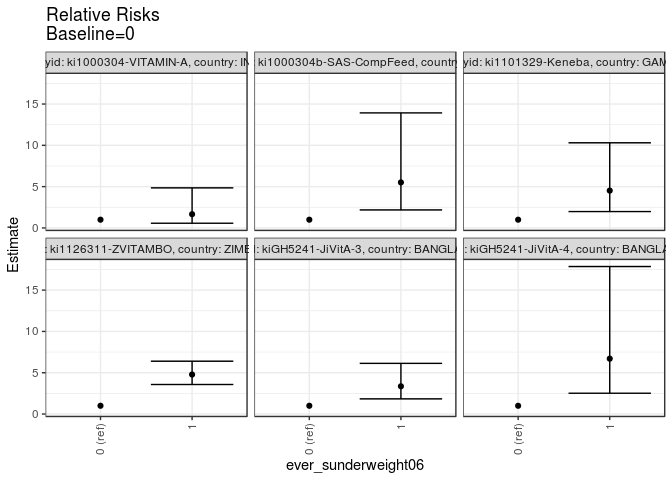 Relative Risks
Baseline=0
yid: ki1000304-VITAMIN-A, country: IN
ki1000304b-SAS-CompFeed, country
yid: ki1101329-Keneba, country: GAM
15
10
5
0
: ki1126311-ZVITAMBO, country: ZIMB
: kiGH5241-JiVitA-3, country: BANGLA
: kiGH5241-JiVitA-4, country: BANGLA
15
10
5
0
Estimate
0 (ref)
1
0 (ref)
1
0 (ref)
1
ever_sunderweight06